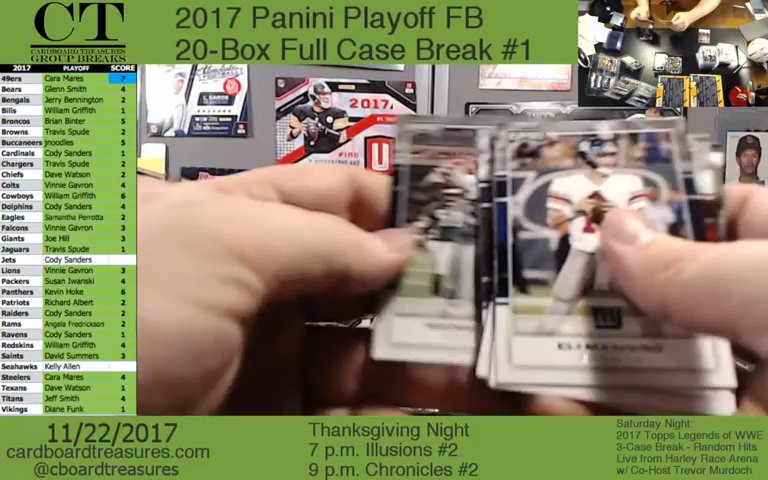 CT
CARDBOARD TREASURES
GROUP BREAKS
2017 Panini Playoff FB
20-Box Full Case Break #1
2017 PLAYOFF SCORE
49ers Cara Mares 7
Bears Glenn Smith 4
Bengals Jerry Bennington 2
Bills William Griffith 1
Broncos Brian Binter 5
Browns Travis Spude 2
Buccaneers Jnoodles 5
Cardinals Cody Sanders 1
Chargers Travis Spude 2
Chiefs Dave Watson 2
Colts Vinnie Gavron 4
Cowboys William Griffith 6
Dolphins Cody Sanders 4
Eagles Samantha Perrotta 2
Falcons Vinnie Gavron 3
Giants Joe Hill 3
Jaguars Travis Spude 1
Jets Cody Sanders
Lions Vinnie Gavron 3
Packers Susan Iwanski 4
Panthers Kevin Hoke 6
Patriots Richard Albert 2
Raiders Cody Sanders 2
Rams Angela Fredrickson 2
Ravens Cody Sanders 1
Redskins William Griffith 4
Saints David Summers 3
Seahawks Kelly Allen
Steelers Cara Mares 4
Texans Dave Watson 1
Titans Jeff Smith 4
Vikings Diane Funk 1
2017
ELI MANNING
11/22/2017
cardboardtreasures.com
@cboardtreasures
Thanksgiving Night
7 p.m. Illusions #2
9 p.m. Chronicles #2
Saturday Night:
2017 Topps Legends of WWE
3-Case Break - Random Hits
Live from Harley Race Arena
w/ Co-Host Trevor Murdoch